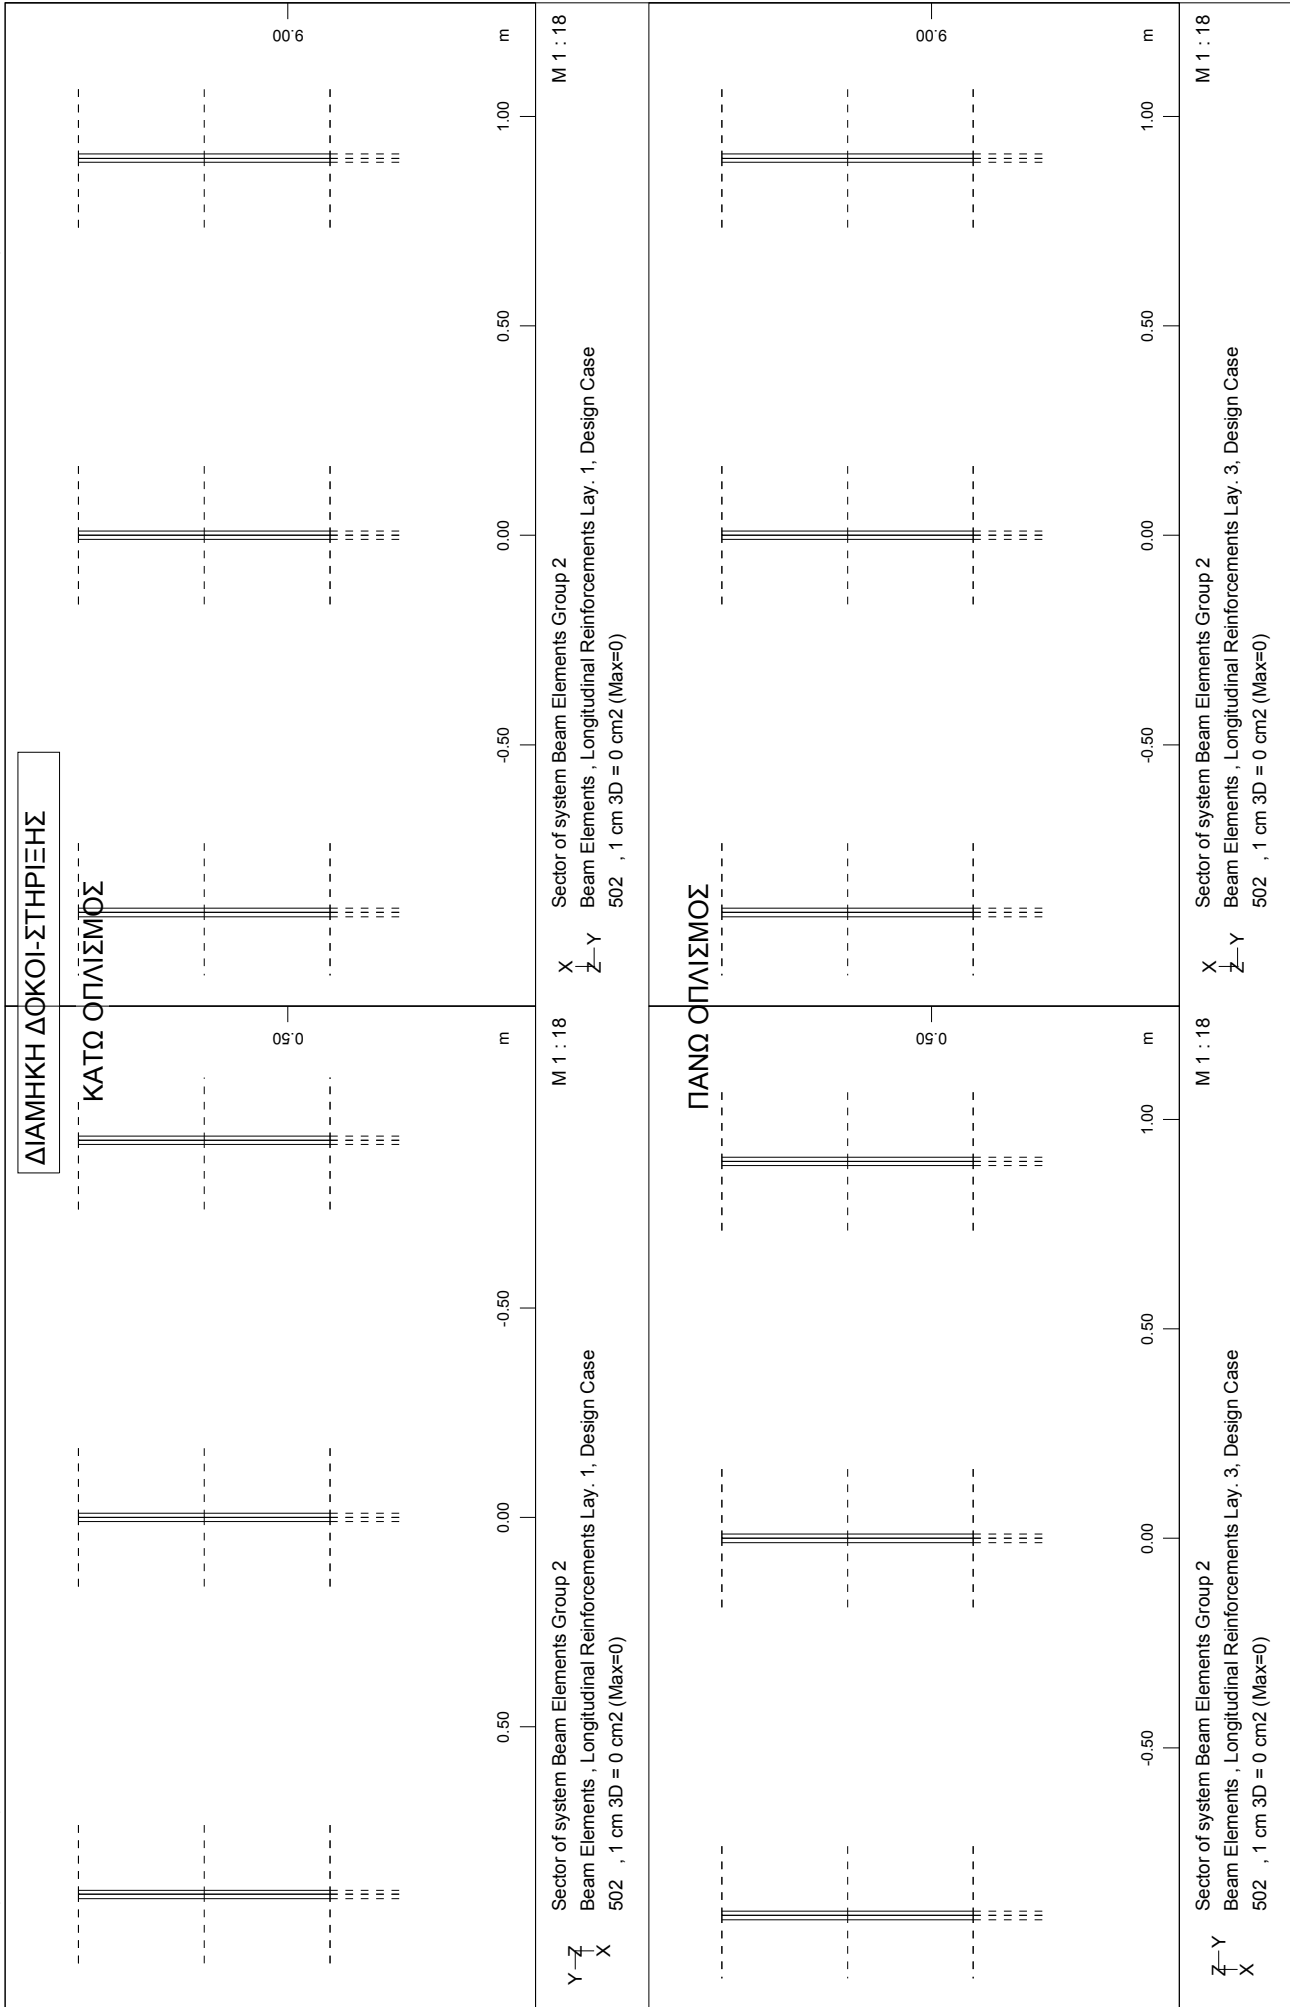 ΔΙΑΜΗΚΗ ΔΟΚΟΙ-ΣΤΗΡΙΞΗΣ
ΚΑΤΩ ΟΠΛΙΣΜΟΣ
0.50
m
0.50
0.00
-0.50
M 1 : 18
Y Z
X
Sector of system Beam Elements Group 2
Beam Elements , Longitudinal Reinforcements Lay. 1, Design Case
502 , 1 cm 3D = 0 cm2 (Max=0)
9.00
m
-0.50
0.00
0.50
1.00
M 1 : 18
X
Z Y
Sector of system Beam Elements Group 2
Beam Elements , Longitudinal Reinforcements Lay. 1, Design Case
502 , 1 cm 3D = 0 cm2 (Max=0)
ΠΑΝΩ ΟΠΛΙΣΜΟΣ
0.50
m
-0.50
0.00
0.50
1.00
M 1 : 18
Z Y
X
Sector of system Beam Elements Group 2
Beam Elements , Longitudinal Reinforcements Lay. 3, Design Case
502 , 1 cm 3D = 0 cm2 (Max=0)
9.00
m
-0.50
0.00
0.50
1.00
M 1 : 18
X
Z Y
Sector of system Beam Elements Group 2
Beam Elements , Longitudinal Reinforcements Lay. 3, Design Case
502 , 1 cm 3D = 0 cm2 (Max=0)